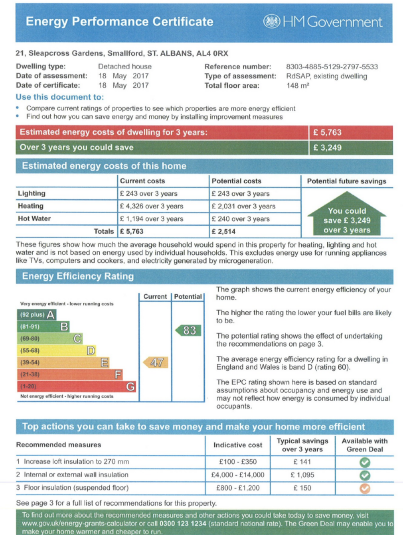 Energy Performance Certificate
HM Government
21, Sleapcross Gardens, Smallford, ST. ALBANS, AL4 0RX
Dwelling type: Detached house
Date of assessment: 18 May 2017
Date of certificate: 18 May 2017
Reference number: 8303-4885-5129-2797-5533
Type of assessment: RdSAP, existing dwelling
Total floor area: 148 m²
Use this document to:
• Compare current ratings of properties to see which properties are more energy efficient
• Find out how you can save energy and money by installing improvement measures
Estimated energy costs of dwelling for 3 years: £ 5,763
Over 3 years you could save £ 3,249
Estimated energy costs of this home
Current costs Potential costs Potential future savings
Lighting £ 243 over 3 years £ 243 over 3 years
Heating £ 4,326 over 3 years £ 2,031 over 3 years
Hot Water £ 1,194 over 3 years £ 240 over 3 years
Totals £ 5,763 £ 2,514
You could
save £ 3,249
over 3 years
These figures show how much the average household would spend in this property for heating, lighting and hot
water and is not based on energy used by individual households. This excludes energy use for running appliances
like TVs, computers and cookers, and electricity generated by microgeneration.
Energy Efficiency Rating
Current Potential
Very energy efficient - lower running costs
(92 plus) A
(81-91) B
(69-80) C
(55-68) D
(39-54) E
(21-38) F
(1-20) G
Not energy efficient - higher running costs
47
83
The graph shows the current energy efficiency of your
home.
The higher the rating the lower your fuel bills are likely
to be.
The potential rating shows the effect of undertaking
the recommendations on page 3.
The average energy efficiency rating for a dwelling in
England and Wales is band D (rating 60).
The EPC rating shown here is based on standard
assumptions about occupancy and energy use and
may not reflect how energy is consumed by individual
occupants.
Top actions you can take to save money and make your home more efficient
Recommended measures Indicative cost Typical savings over 3 years Available with Green Deal
1 Increase loft insulation to 270 mm £100 - £350 £ 141
2 Internal or external wall insulation £4,000 - £14,000 £ 1,095
3 Floor insulation (suspended floor) £800 - £1,200 £ 150
See page 3 for a full list of recommendations for this property.
To find out more about the recommended measures and other actions you could take today to save money, visit
www.gov.uk/energy-grants-calculator or call 0300 123 1234 (standard national rate). The Green Deal may enable you to
make your home warmer and cheaper to run.